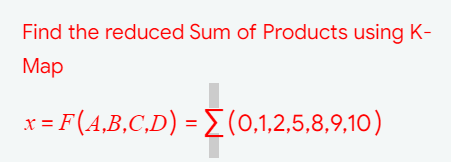 Find the reduced Sum of Products using K-
Map
x = F(A,B,C,D) = ∑(0,1,2,5,8,9,10)